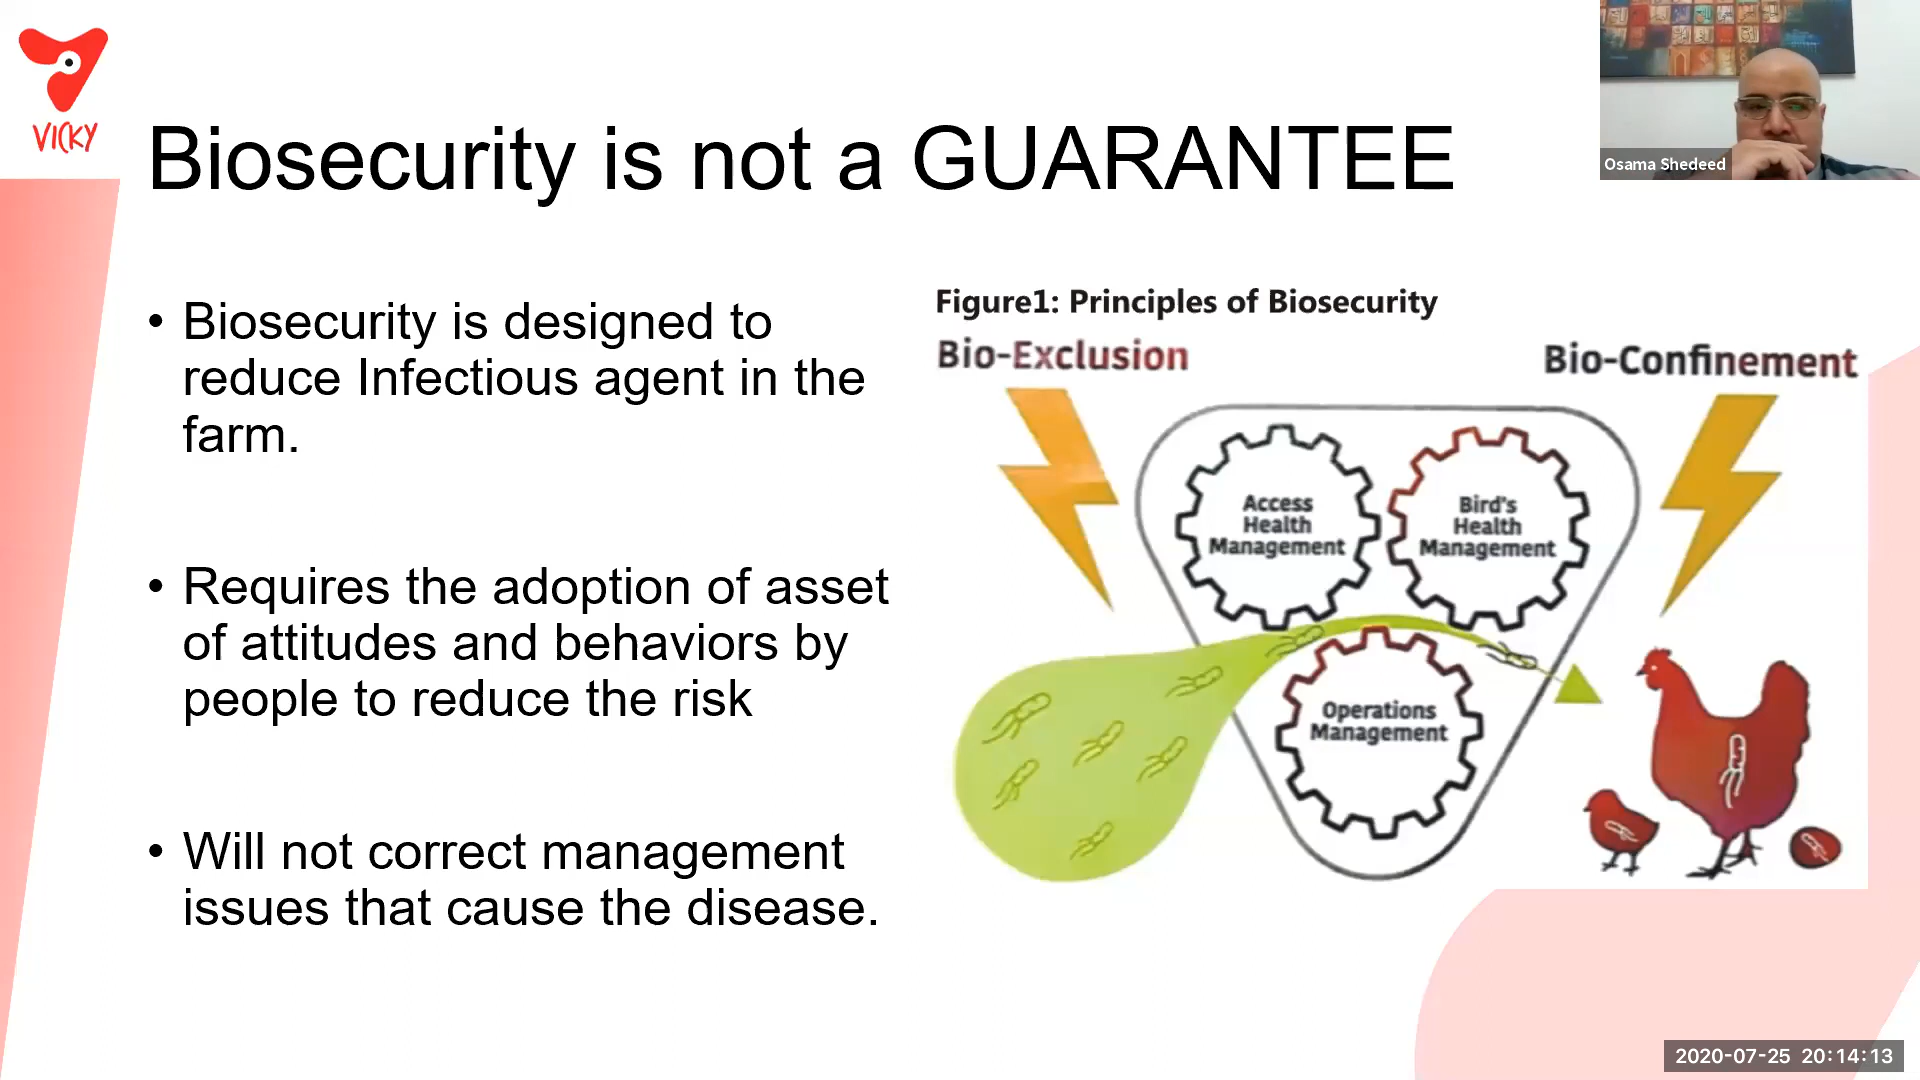 VICKY
Biosecurity is not a GUARANTEE
Osama Shedeed
• Biosecurity is designed to
reduce Infectious agent in the
farm.
• Requires the adoption of asset
of attitudes and behaviors by
people to reduce the risk
• Will not correct management
issues that cause the disease.
Figure1: Principles of Biosecurity
Bio-Exclusion
Bio-Confinement
Access
Health
Management
Bird's
Health
Management
Operations
Management
2020-07-25 20:14:13